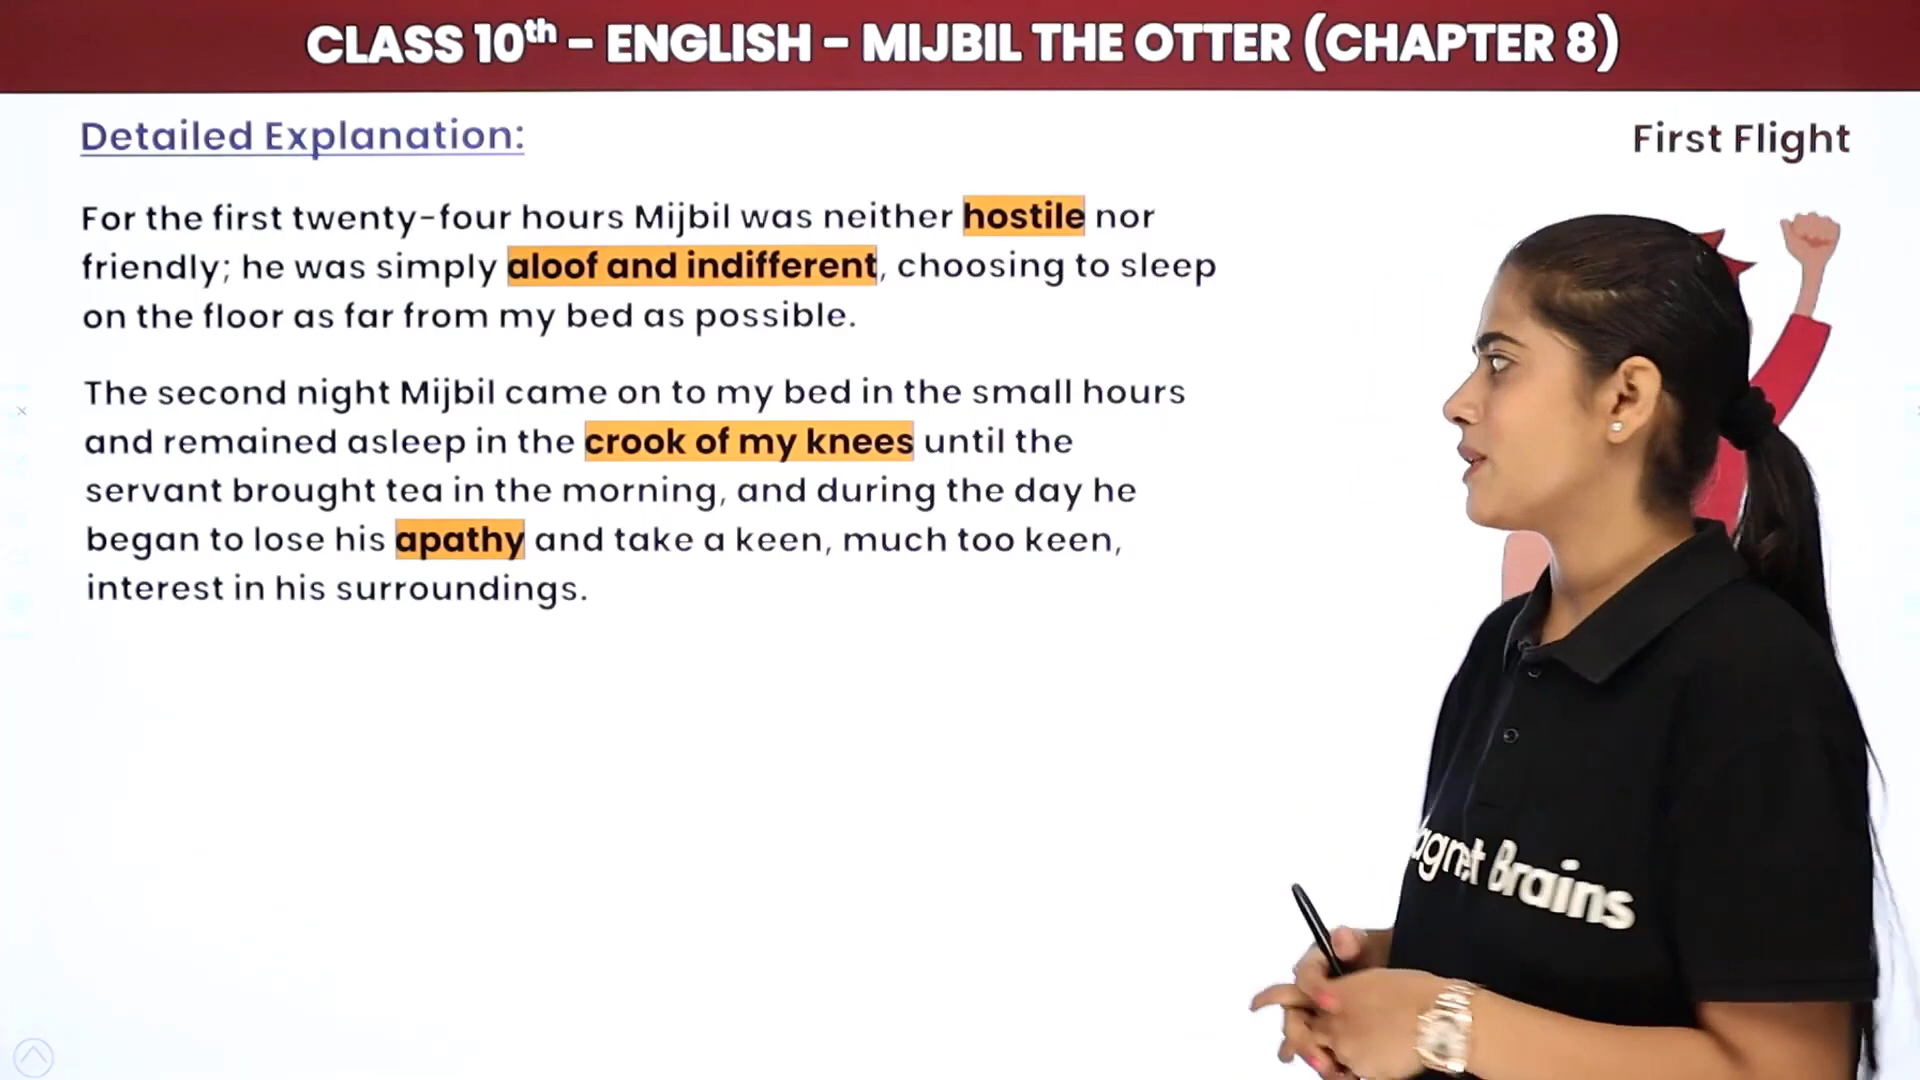 CLASS 10th - ENGLISH - MIJBIL THE OTTER (CHAPTER 8)
Detailed Explanation:
First Flight
For the first twenty-four hours Mijbil was neither hostile nor
friendly; he was simply aloof and indifferent, choosing to sleep
on the floor as far from my bed as possible.
The second night Mijbil came on to my bed in the small hours
and remained asleep in the crook of my knees until the
servant brought tea in the morning, and during the day he
began to lose his apathy and take a keen, much too keen,
interest in his surroundings.
agnet Brains